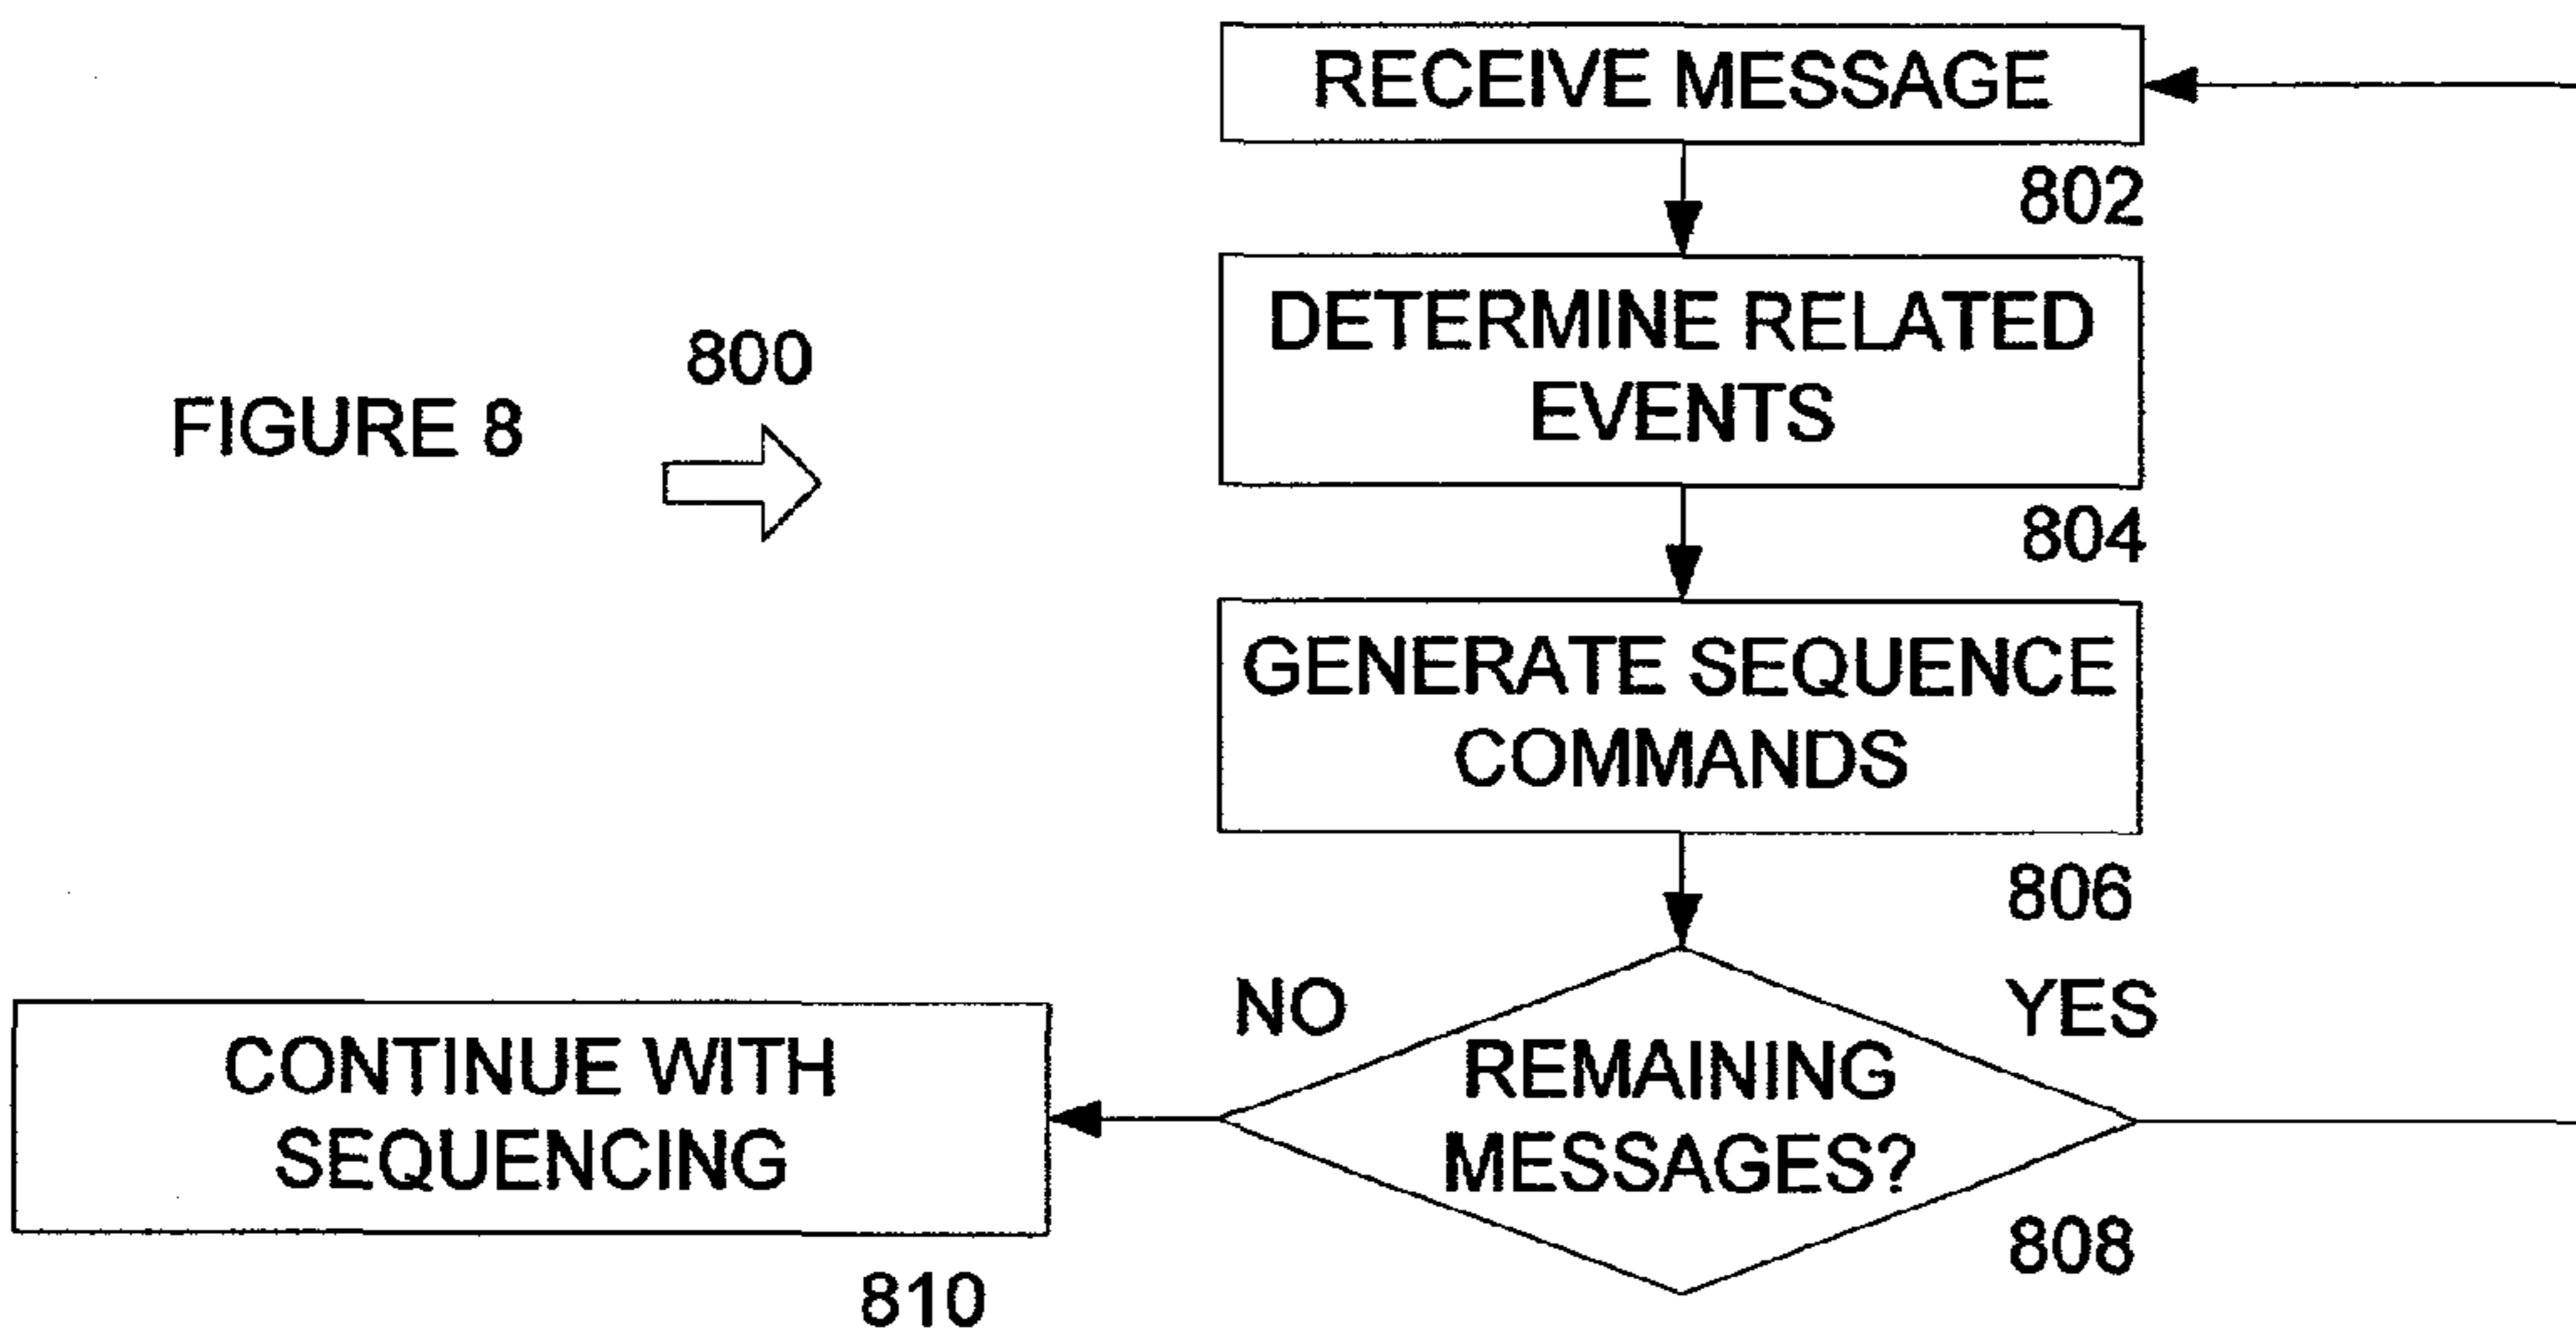 RECEIVE MESSAGE
802
DETERMINE RELATED
EVENTS
804
800
FIGURE 8
GENERATE SEQUENCE
COMMANDS
806
NO
YES
REMAINING
MESSAGES?
808
CONTINUE WITH
SEQUENCING
810